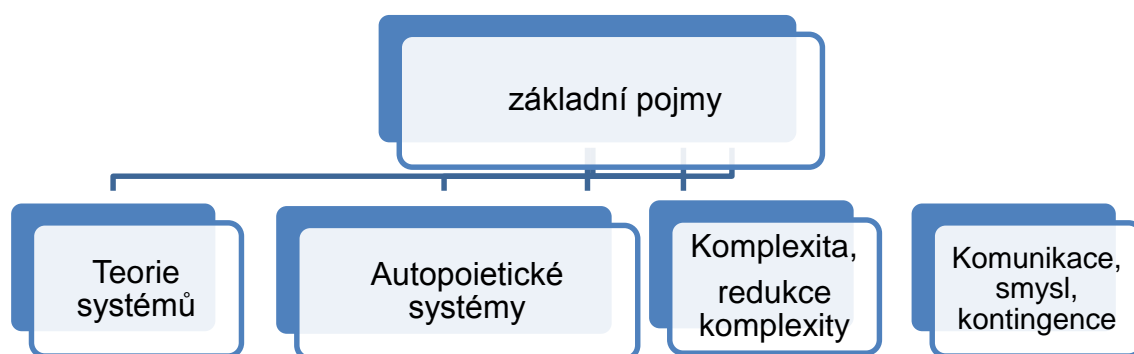 základní pojmy
Teorie
systémů
Autopoietické
systémy
Komplexita,
redukce
komplexity
Komunikace,
smysl,
kontingence